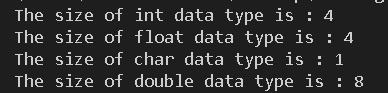 The size of int data type is : 4
The size of float data type is : 4
The size of char data type is : 1
The size of double data type is : 8